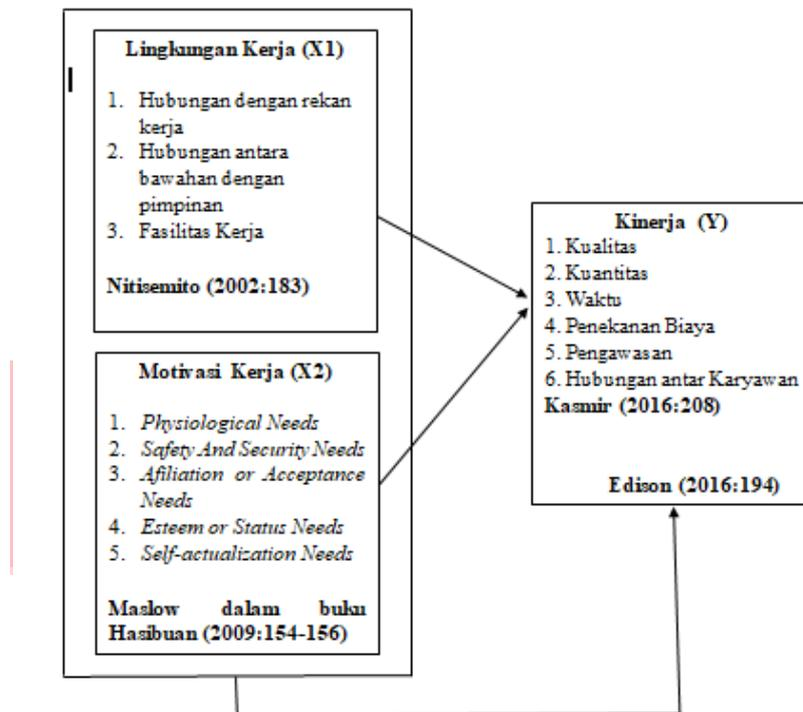 Lingkungan Kerja (X1)
1. Hubungan dengan rekan
kerja
2. Hubungan antara
bawahan dengan
pimpinan
3. Fasilitas Kerja
Nitisemito (2002:183)
Motivasi Kerja (X2)
1. Physiological Needs
2. Safety And Security Needs
3. Afiliation or Acceptance
Needs
4. Esteem or Status Needs
5. Self-actualization Needs
Maslow dalam buku
Hasibuan (2009:154-156)
Kinerja (Y)
1. Kualitas
2. Kuantitas
3. Waktu
4. Penekanan Biaya
5. Pengawasan
6. Hubungan antar Karyawan
Kasmir (2016:208)
Edison (2016:194)